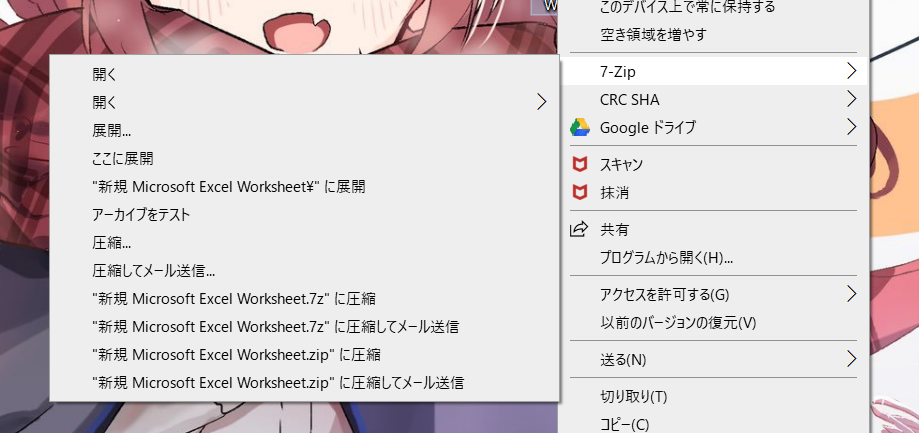 W
このデバイス上で常に保持する
空き領域を増やす
7-Zip
CRC SHA
Google ドライブ
スキャン
抹消
共有
プログラムから開く(H)...
アクセスを許可する(G)
以前のバージョンの復元(V)
送る(N)
切り取り(T)
コピー(C)
開く
開く
展開...
ここに展開
"新規 Microsoft Excel Worksheet¥" に展開
アーカイブをテスト
圧縮...
圧縮してメール送信...
"新規 Microsoft Excel Worksheet.7z" に圧縮
"新規 Microsoft Excel Worksheet.7z" に圧縮してメール送信
"新規 Microsoft Excel Worksheet.zip" に圧縮
"新規 Microsoft Excel Worksheet.zip" に圧縮してメール送信